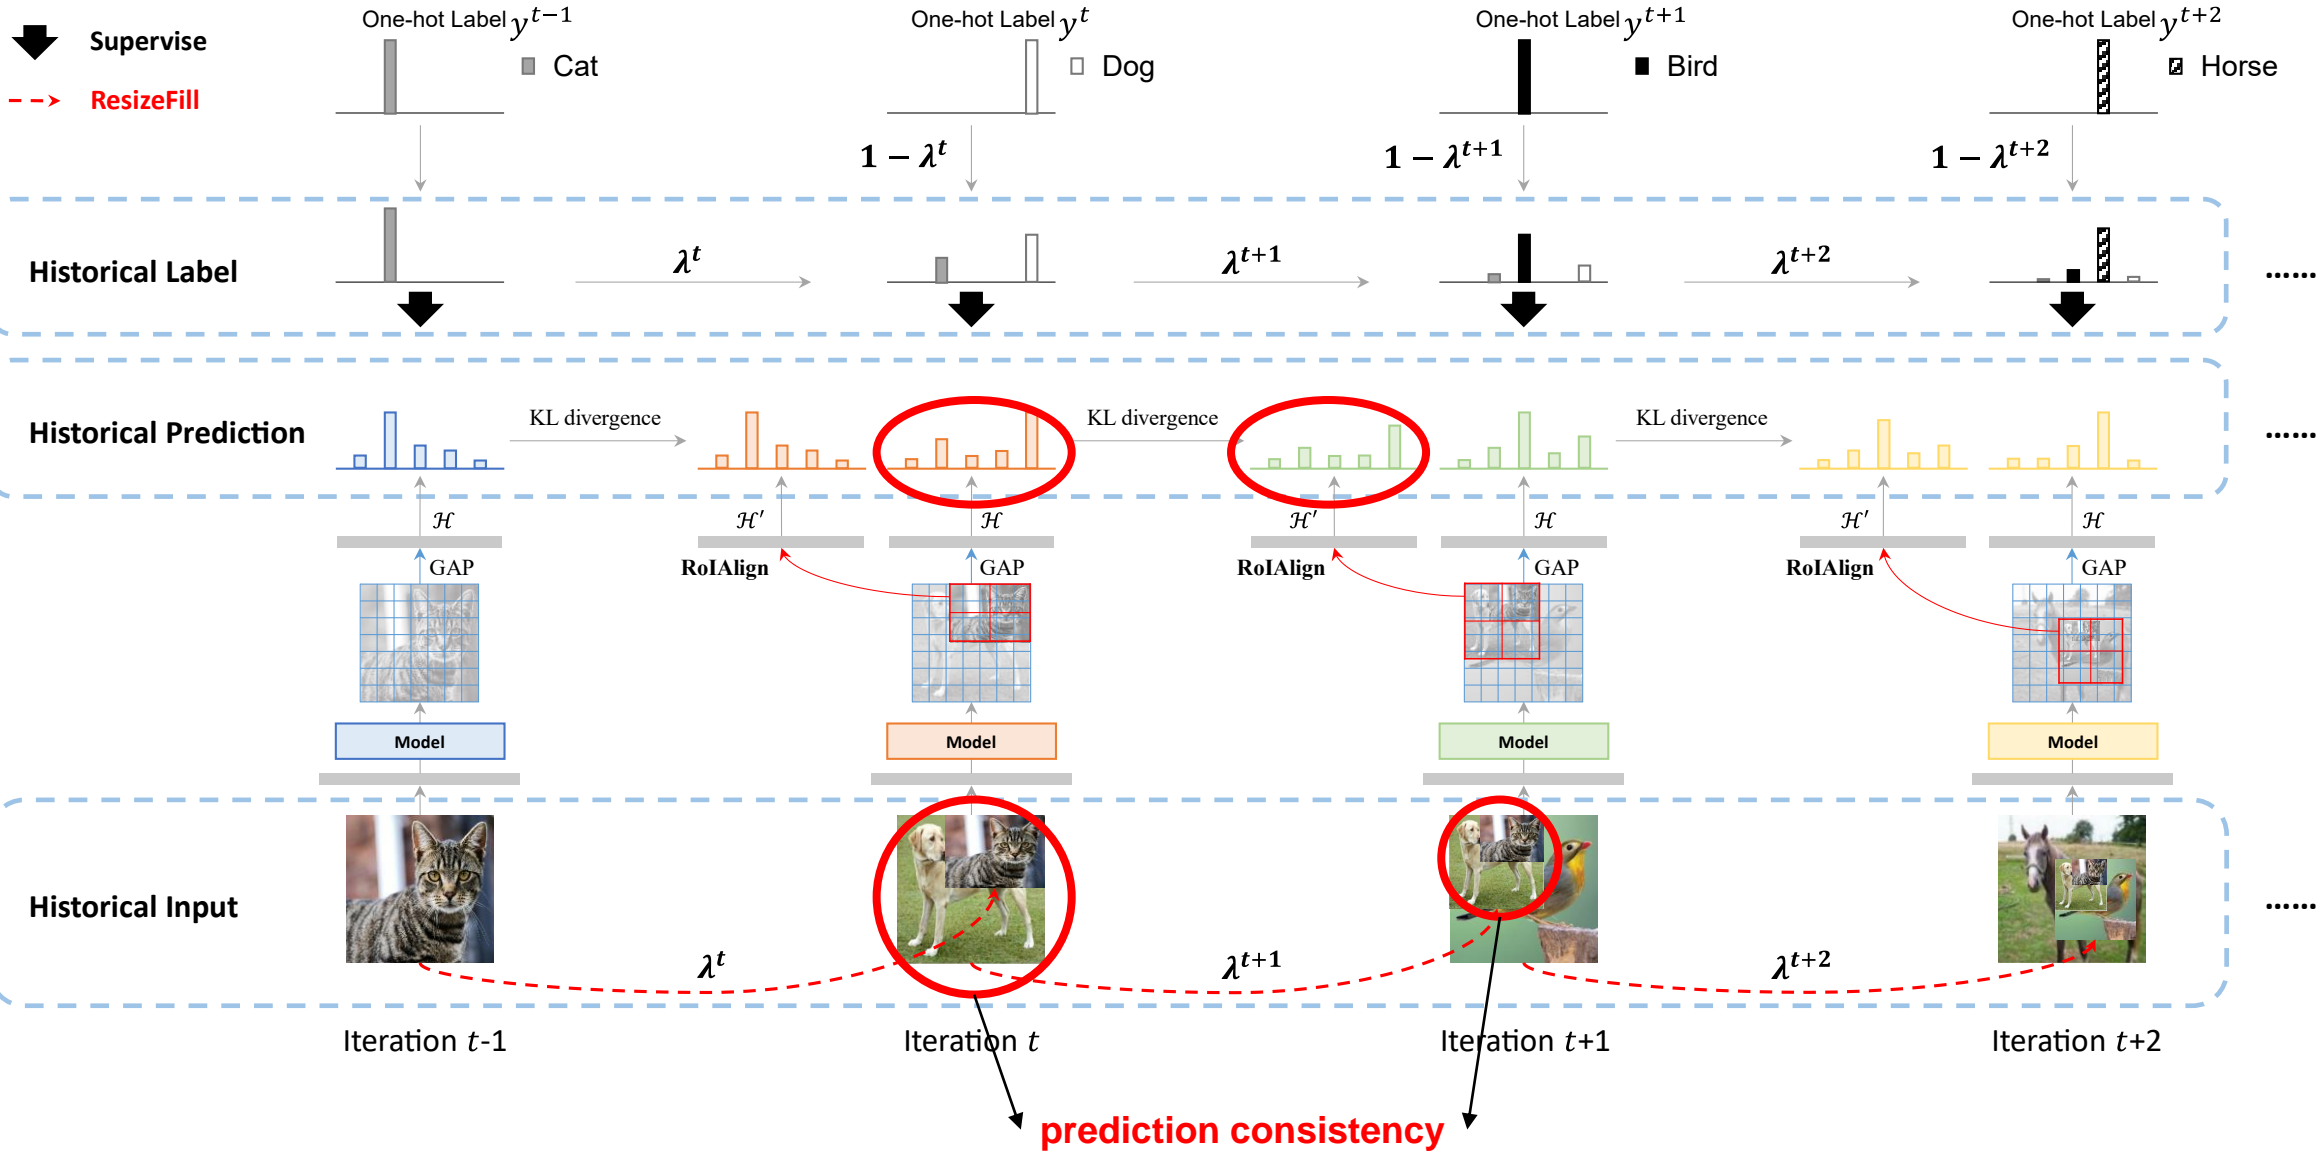 One-hot Label y^{t−1}
One-hot Label y^{t}
One-hot Label y^{t+1}
One-hot Label y^{t+2}
Supervise
Cat
Dog
Bird
Horse
ResizeFill
1 − λ^{t}
1 − λ^{t+1}
1 − λ^{t+2}
Historical Label
λ^{t}
λ^{t+1}
λ^{t+2}
......
Historical Prediction
KL divergence
KL divergence
KL divergence
......
ℋ
ℋ′
ℋ
ℋ′
ℋ
ℋ′
ℋ
GAP
RoIAlign
GAP
RoIAlign
GAP
RoIAlign
GAP
Model
Model
Model
Model
Historical Input
λ^{t}
λ^{t+1}
λ^{t+2}
......
Iteration t-1
Iteration t
Iteration t+1
Iteration t+2
prediction consistency